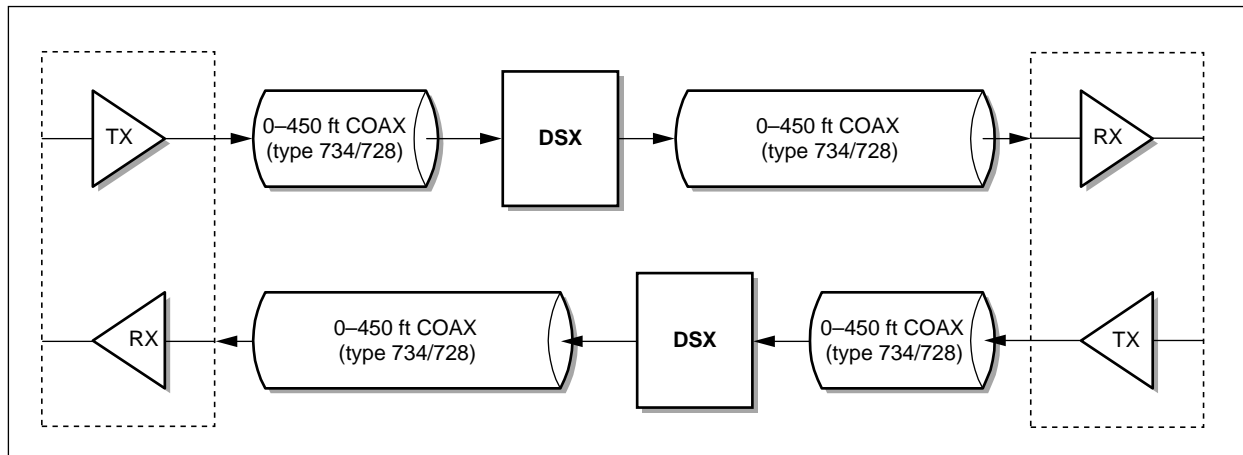 TX
0–450 ft COAX
(type 734/728)
DSX
0–450 ft COAX
(type 734/728)
RX
RX
0–450 ft COAX
(type 734/728)
DSX
0–450 ft COAX
(type 734/728)
TX